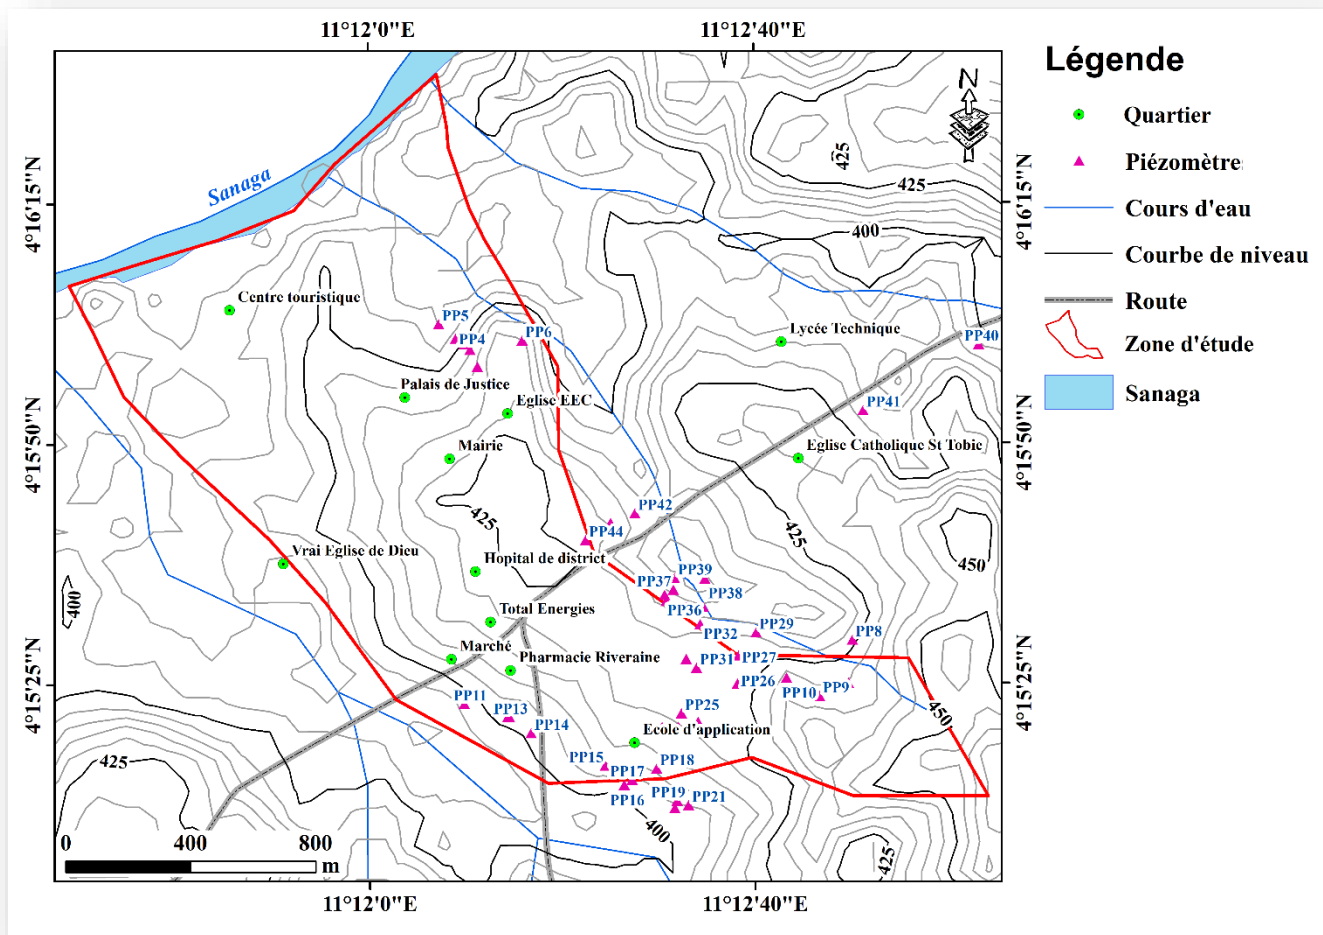 11°12'0"E
11°12'40"E
Légende
N
Quartier
425
Piézomètre
425
4°16'15"N
4°16'15"N
Sanaga
Cours d'eau
400
Courbe de niveau
Centre touristique
Route
PP5
Lycée Technique
PP4
PP6
PP40
Zone d'étude
Palais de Justice
Sanaga
Eglise EEC
PP41
4°15'50"N
Mairie
Eglise Catholique St Tobie
4°15'50"N
PP42
425
PP44
425
Vrai Eglise de Dieu
Hopital de district
450
PP39
PP37
PP38
400
Total Energies
PP36
PP32
PP29
PP8
Marché
Pharmacie Riveraine
PP31
PP27
4°15'25"N
PP26
PP10
PP9
4°15'25"N
PP11
PP13
PP25
450
PP14
Ecole d'application
425
PP15
PP17
PP18
PP16
PP19
PP21
400
0
400
800
m
425
11°12'0"E
11°12'40"E